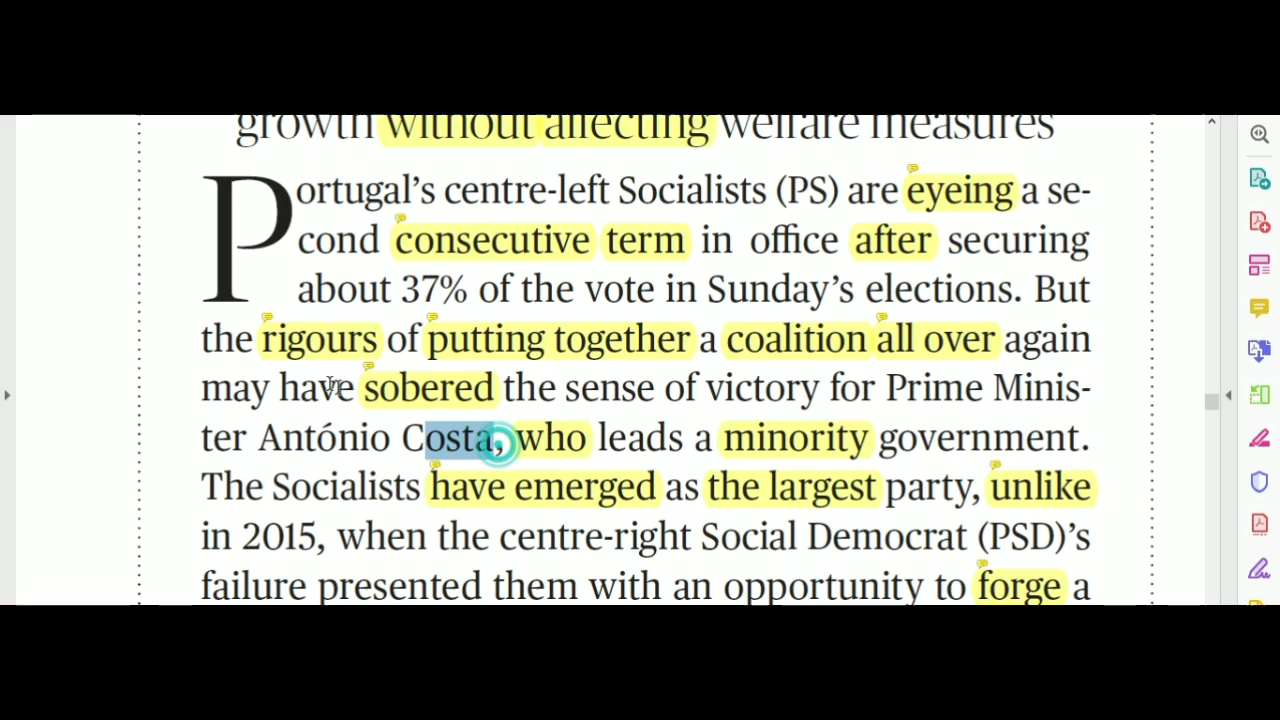 growth without affecting welfare measures
Portugal’s centre-left Socialists (PS) are eyeing a se-
cond consecutive term in office after securing
about 37% of the vote in Sunday’s elections. But
the rigours of putting together a coalition all over again
may have sobered the sense of victory for Prime Minis-
ter António Costa, who leads a minority government.
The Socialists have emerged as the largest party, unlike
in 2015, when the centre-right Social Democrat (PSD)’s
failure presented them with an opportunity to forge a